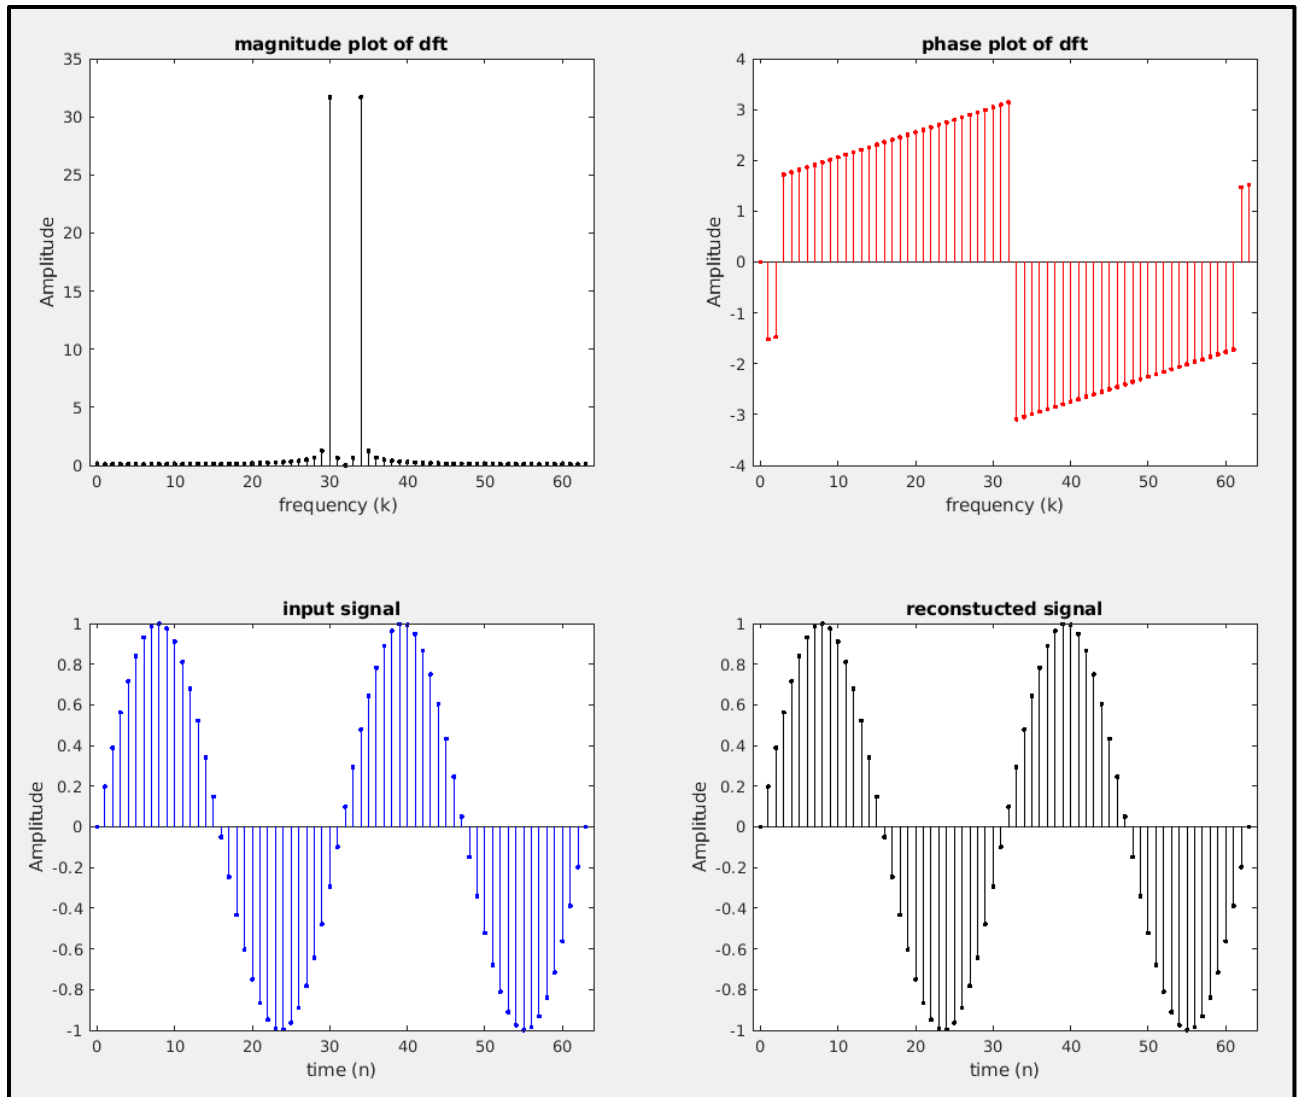 magnitude plot of dft
35
30
25
20
15
10
5
0
Amplitude
0 10 20 30 40 50 60
frequency (k)
phase plot of dft
4
3
2
1
0
-1
-2
-3
-4
Amplitude
0 10 20 30 40 50 60
frequency (k)
input signal
1
0.8
0.6
0.4
0.2
0
-0.2
-0.4
-0.6
-0.8
-1
Amplitude
0 10 20 30 40 50 60
time (n)
reconstucted signal
1
0.8
0.6
0.4
0.2
0
-0.2
-0.4
-0.6
-0.8
-1
Amplitude
0 10 20 30 40 50 60
time (n)